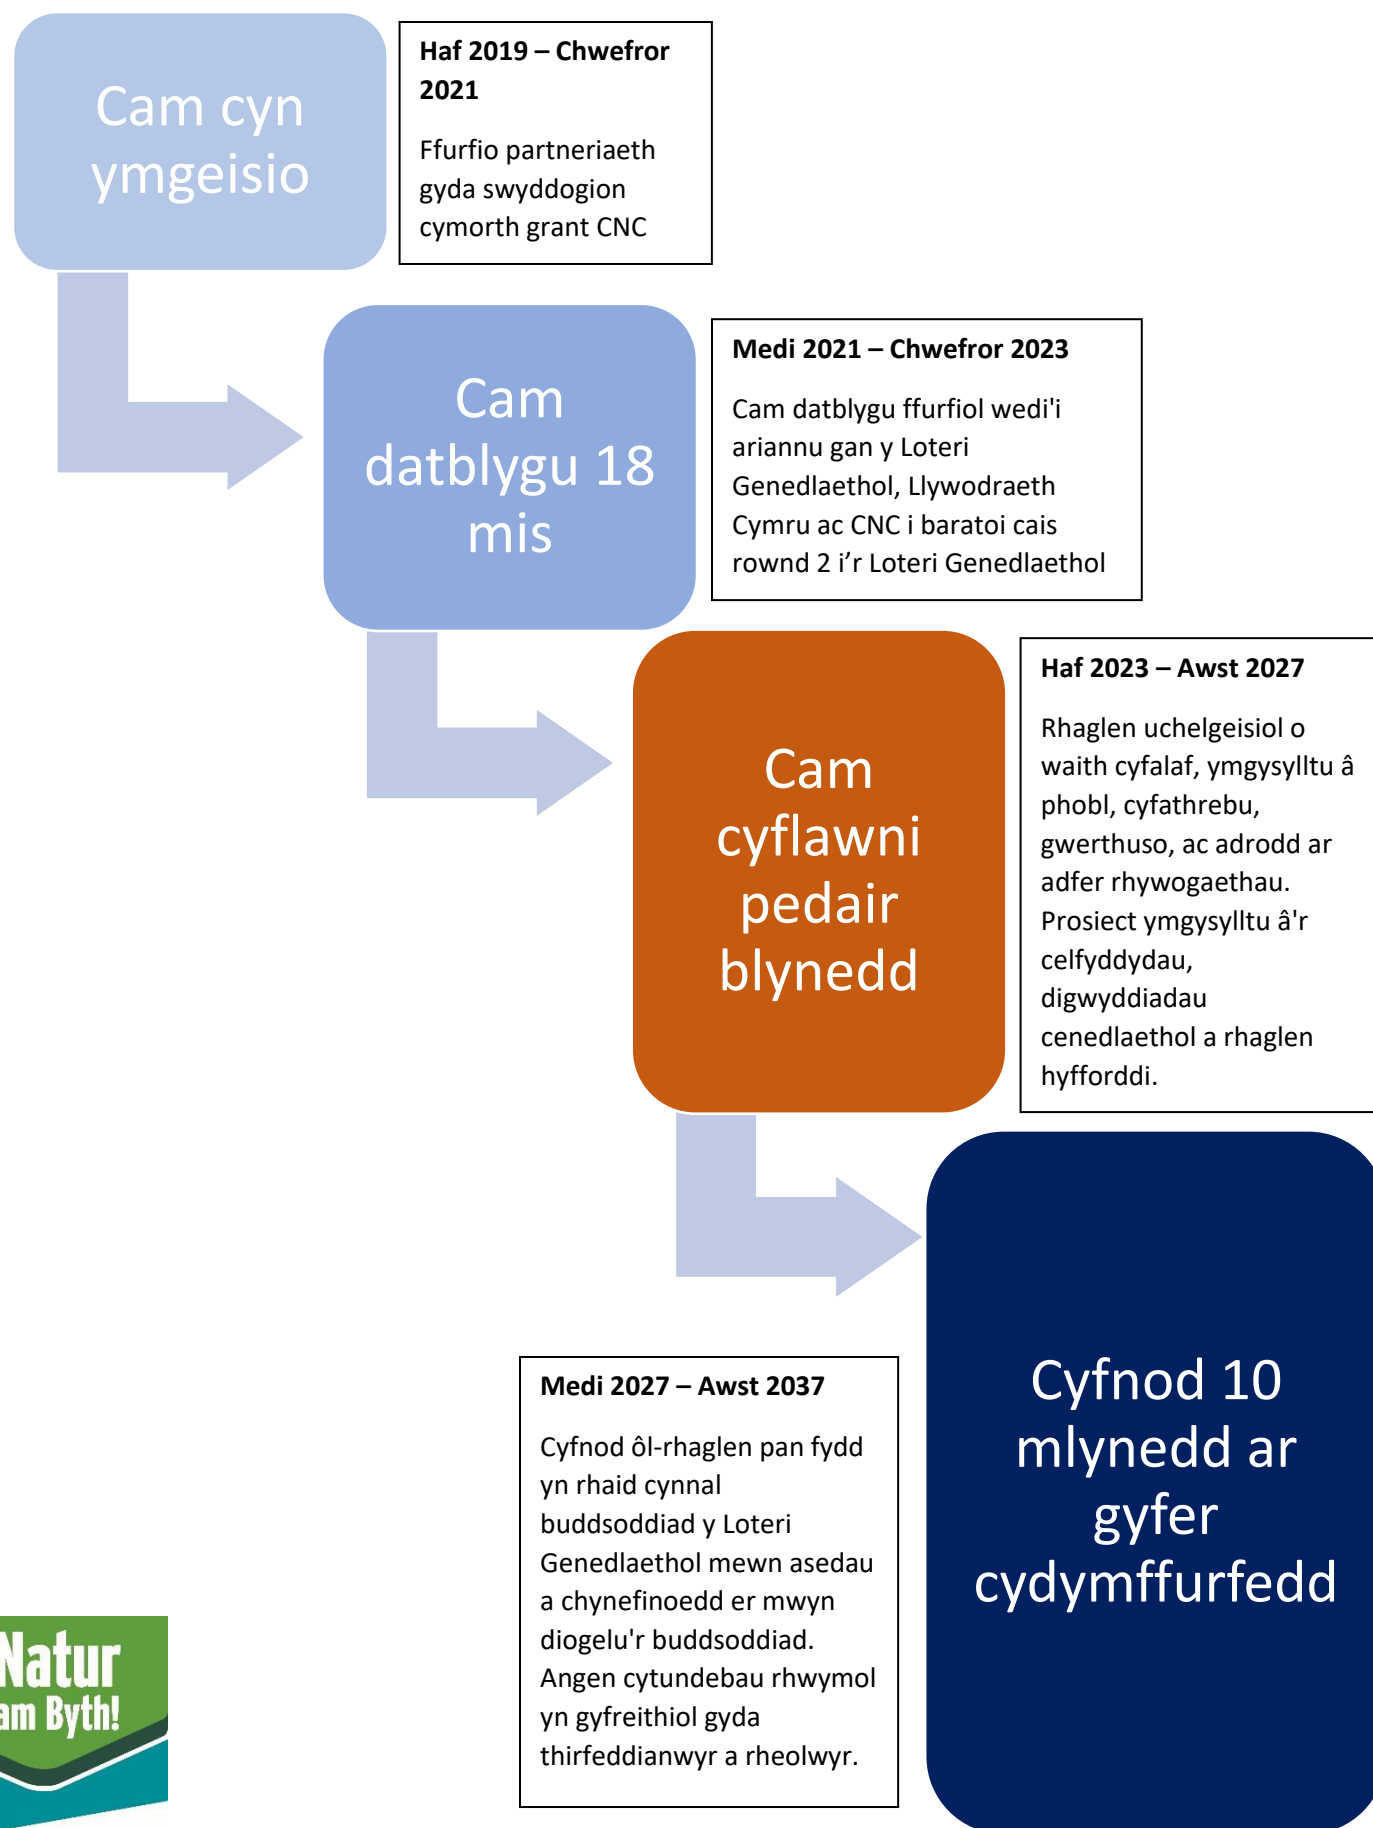 Cam cyn
ymgeisio
Haf 2019 – Chwefror
2021
Ffurfio partneriaeth
gyda swyddogion
cymorth grant CNC
Cam
datblygu 18
mis
Medi 2021 – Chwefror 2023
Cam datblygu ffurfiol wedi'i
ariannu gan y Loteri
Genedlaethol, Llywodraeth
Cymru ac CNC i baratoi cais
rownd 2 i’r Loteri Genedlaethol
Cam
cyflawni
pedair
blynedd
Haf 2023 – Awst 2027
Rhaglen uchelgeisiol o
waith cyfalaf, ymgysylltu â
phobl, cyfathrebu,
gwerthuso, ac adrodd ar
adfer rhywogaethau.
Prosiect ymgysylltu â'r
celfyddydau,
digwyddiadau
cenedlaethol a rhaglen
hyfforddi.
Cyfnod 10
mlynedd ar
gyfer
cydymffurfedd
Medi 2027 – Awst 2037
Cyfnod ôl-rhaglen pan fydd
yn rhaid cynnal
buddsoddiad y Loteri
Genedlaethol mewn asedau
a chynefinoedd er mwyn
diogelu'r buddsoddiad.
Angen cytundebau rhwymol
yn gyfreithiol gyda
thirfeddianwyr a rheolwyr.
Natur
am Byth!